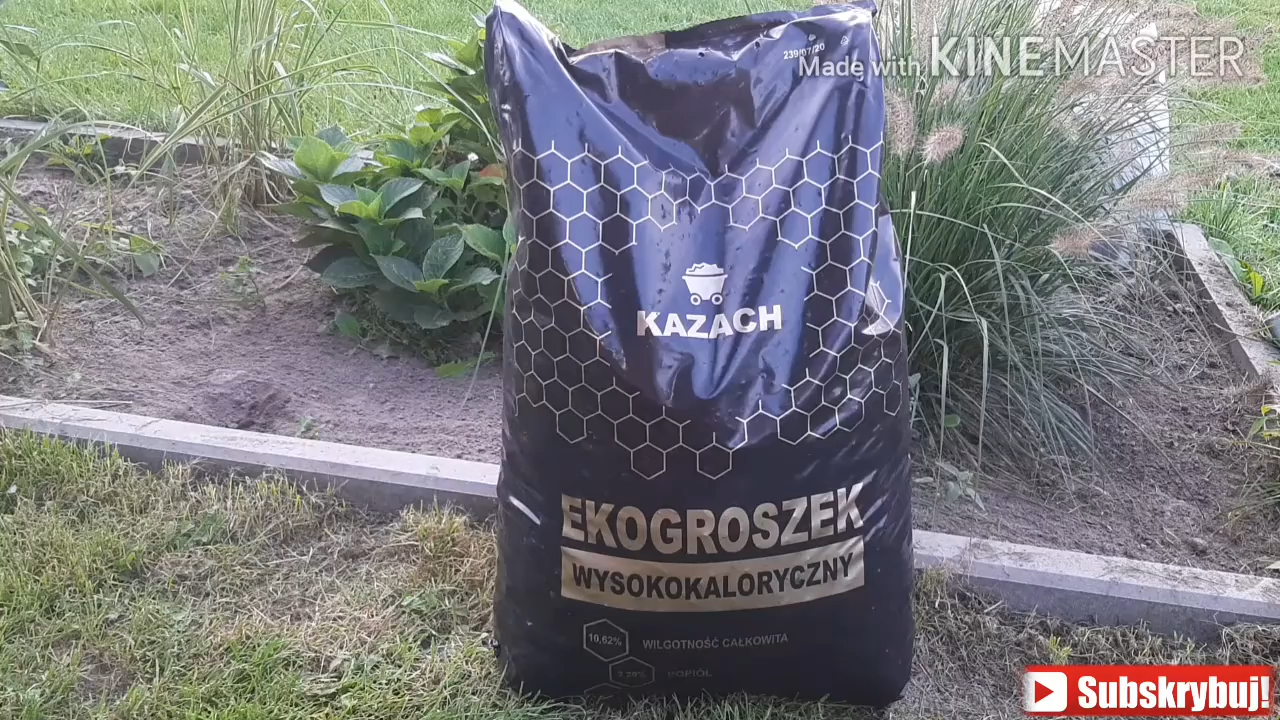 239/07/20
Made with KINEMASTER
KAZACH
EKOGROSZEK
WYSOKOKALORYCZNY
10,62% WILGOTNOŚĆ CAŁKOWITA
POPIÓŁ
Subskrybuj!